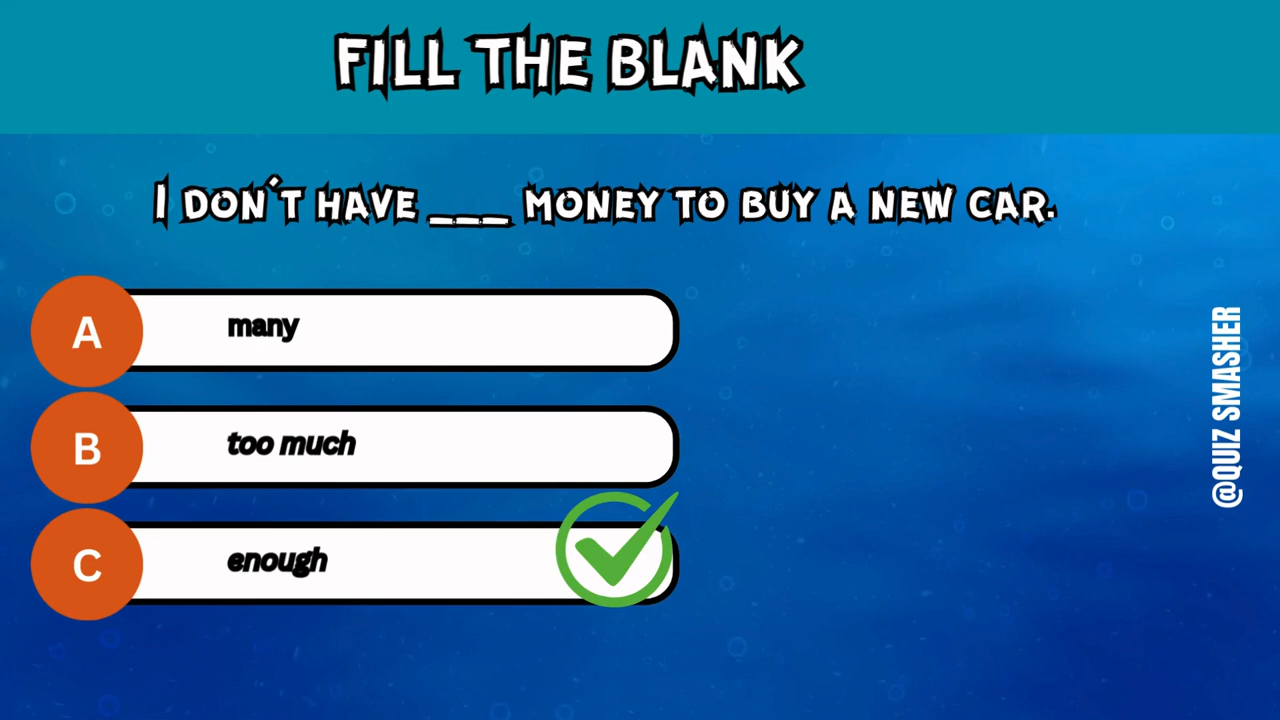 FILL THE BLANK
I DON'T HAVE ___ MONEY TO BUY A NEW CAR.
A many
B too much
C enough
@QUIZ SMASHER